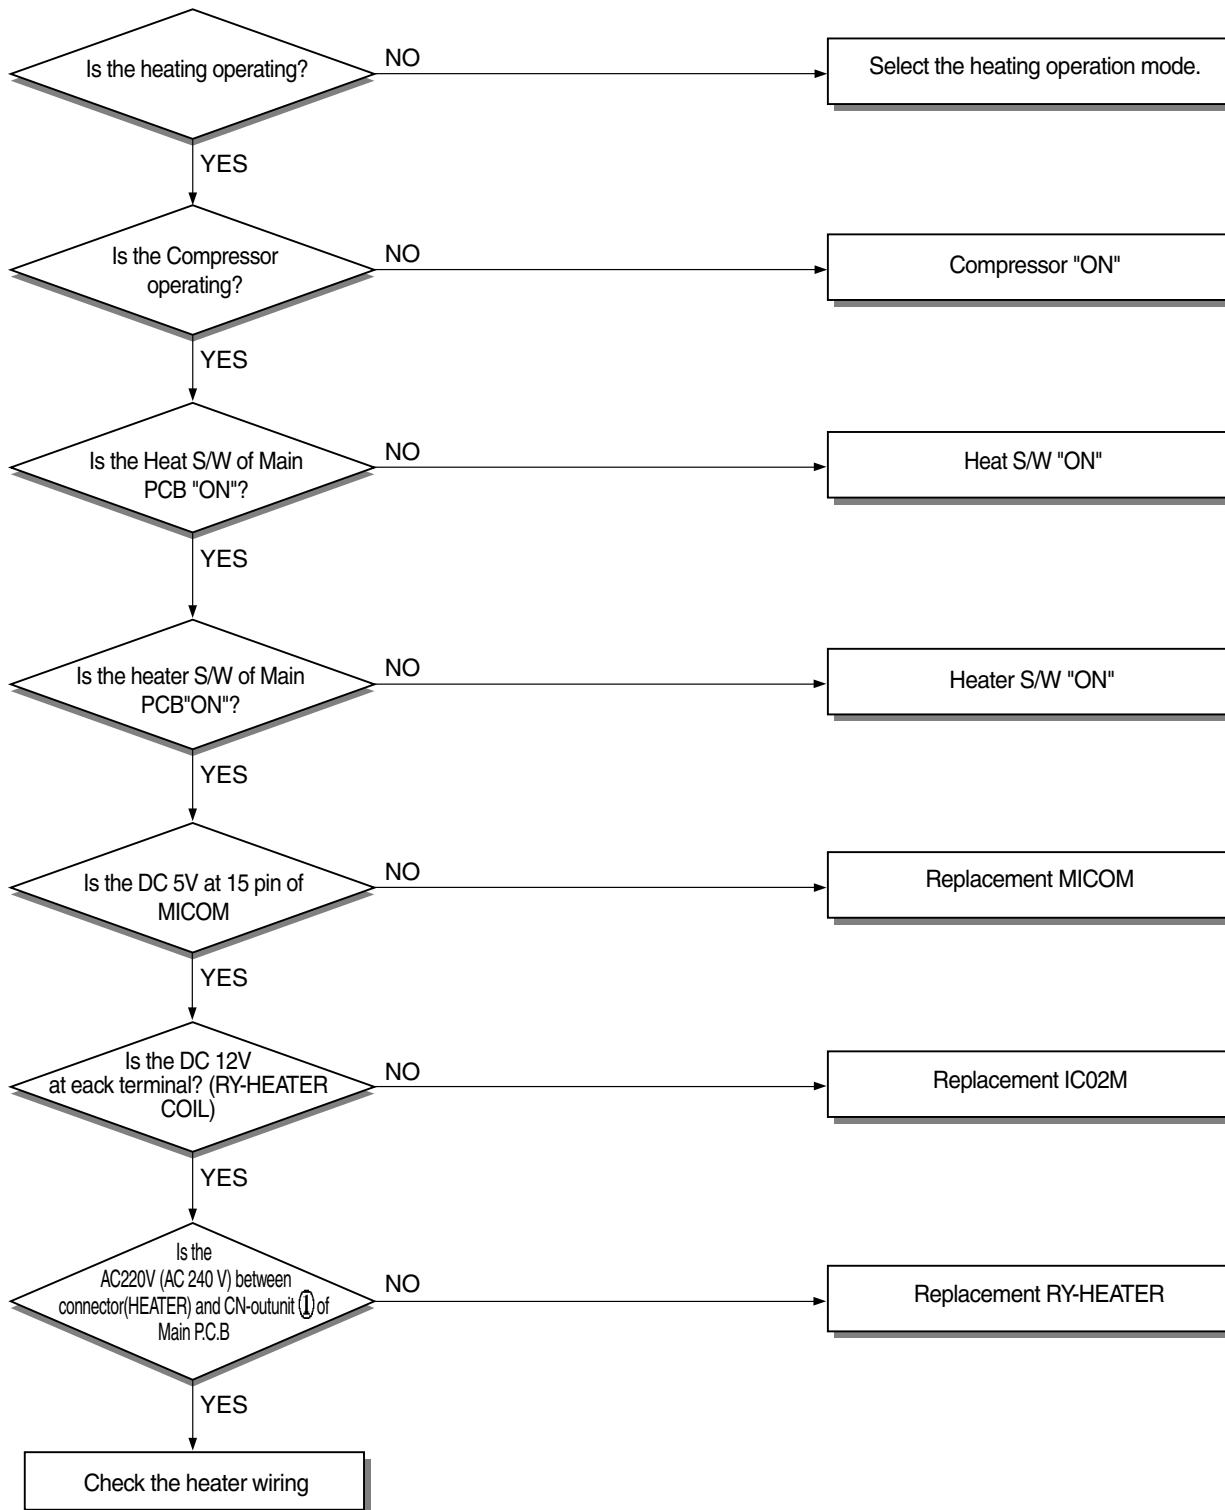 Is the heating operating?
NO
Select the heating operation mode.
YES
Is the Compressor
operating?
NO
Compressor "ON"
YES
Is the Heat S/W of Main
PCB "ON"?
NO
Heat S/W "ON"
YES
Is the heater S/W of Main
PCB"ON"?
NO
Heater S/W "ON"
YES
Is the DC 5V at 15 pin of
MICOM
NO
Replacement MICOM
YES
Is the DC 12V
at eack terminal? (RY-HEATER
COIL)
NO
Replacement IC02M
YES
Is the
AC220V (AC 240 V) between
connector(HEATER) and CN-outunit ① of
Main P.C.B
NO
Replacement RY-HEATER
YES
Check the heater wiring